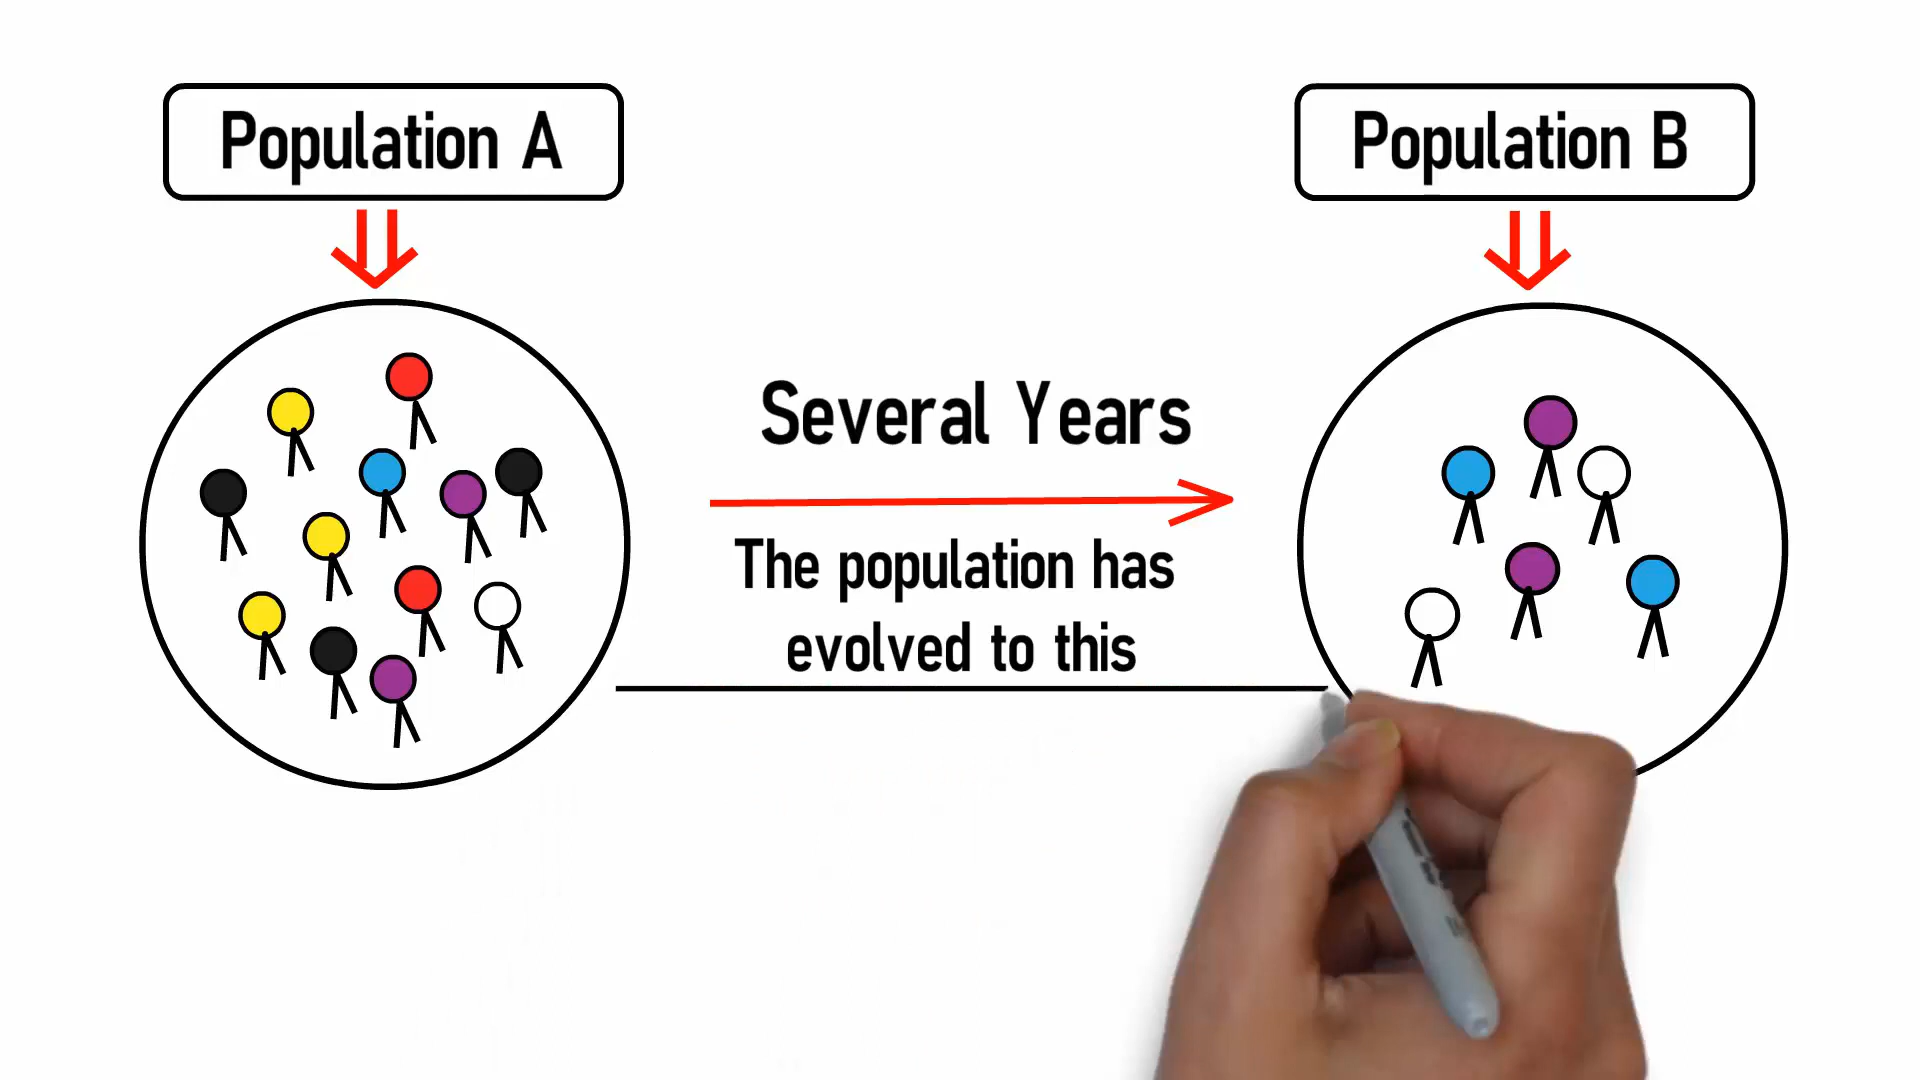 Population A
Population B
Several Years
The population has
evolved to this